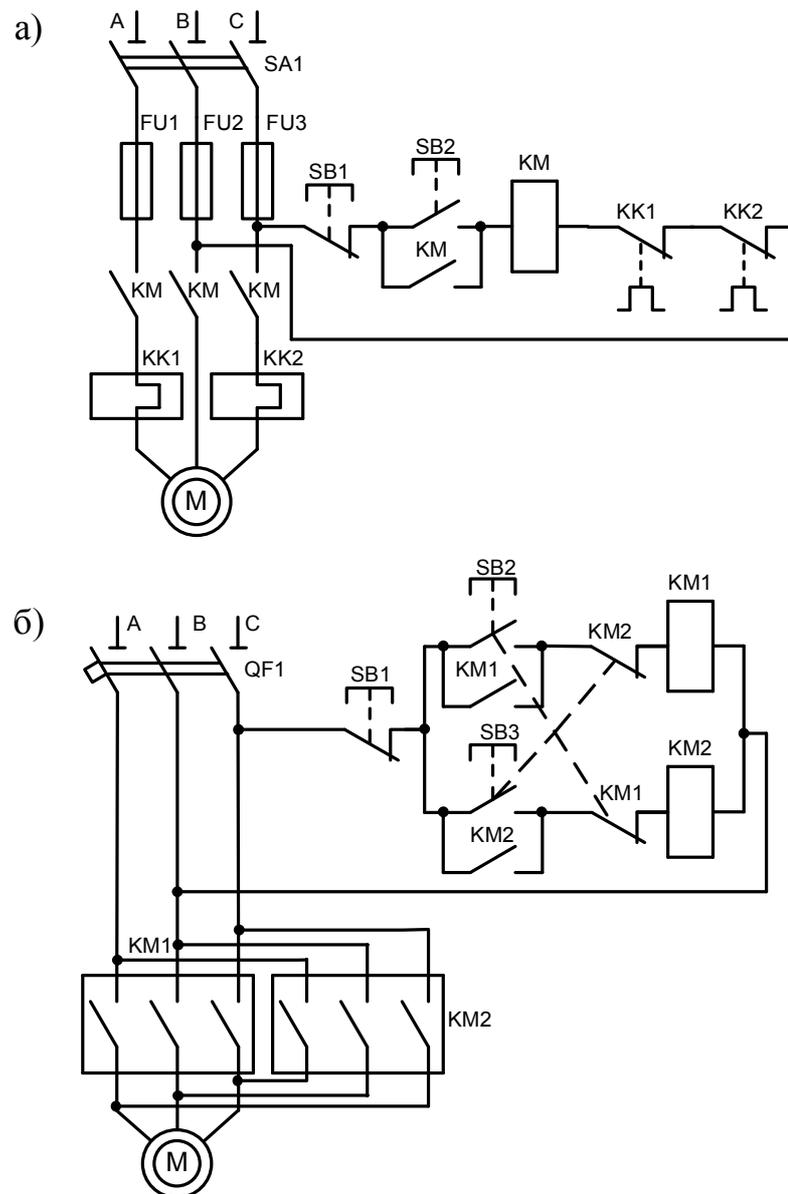 а)
A B C
SA1
FU1 FU2 FU3
SB1 SB2 KM
KK1 KK2
KM
KM KM KM
KK1 KK2
M
б)
A B C
QF1
SB2 KM1
KM2
SB1 KM1
SB3 KM2
KM1
KM2
KM1
KM2
M